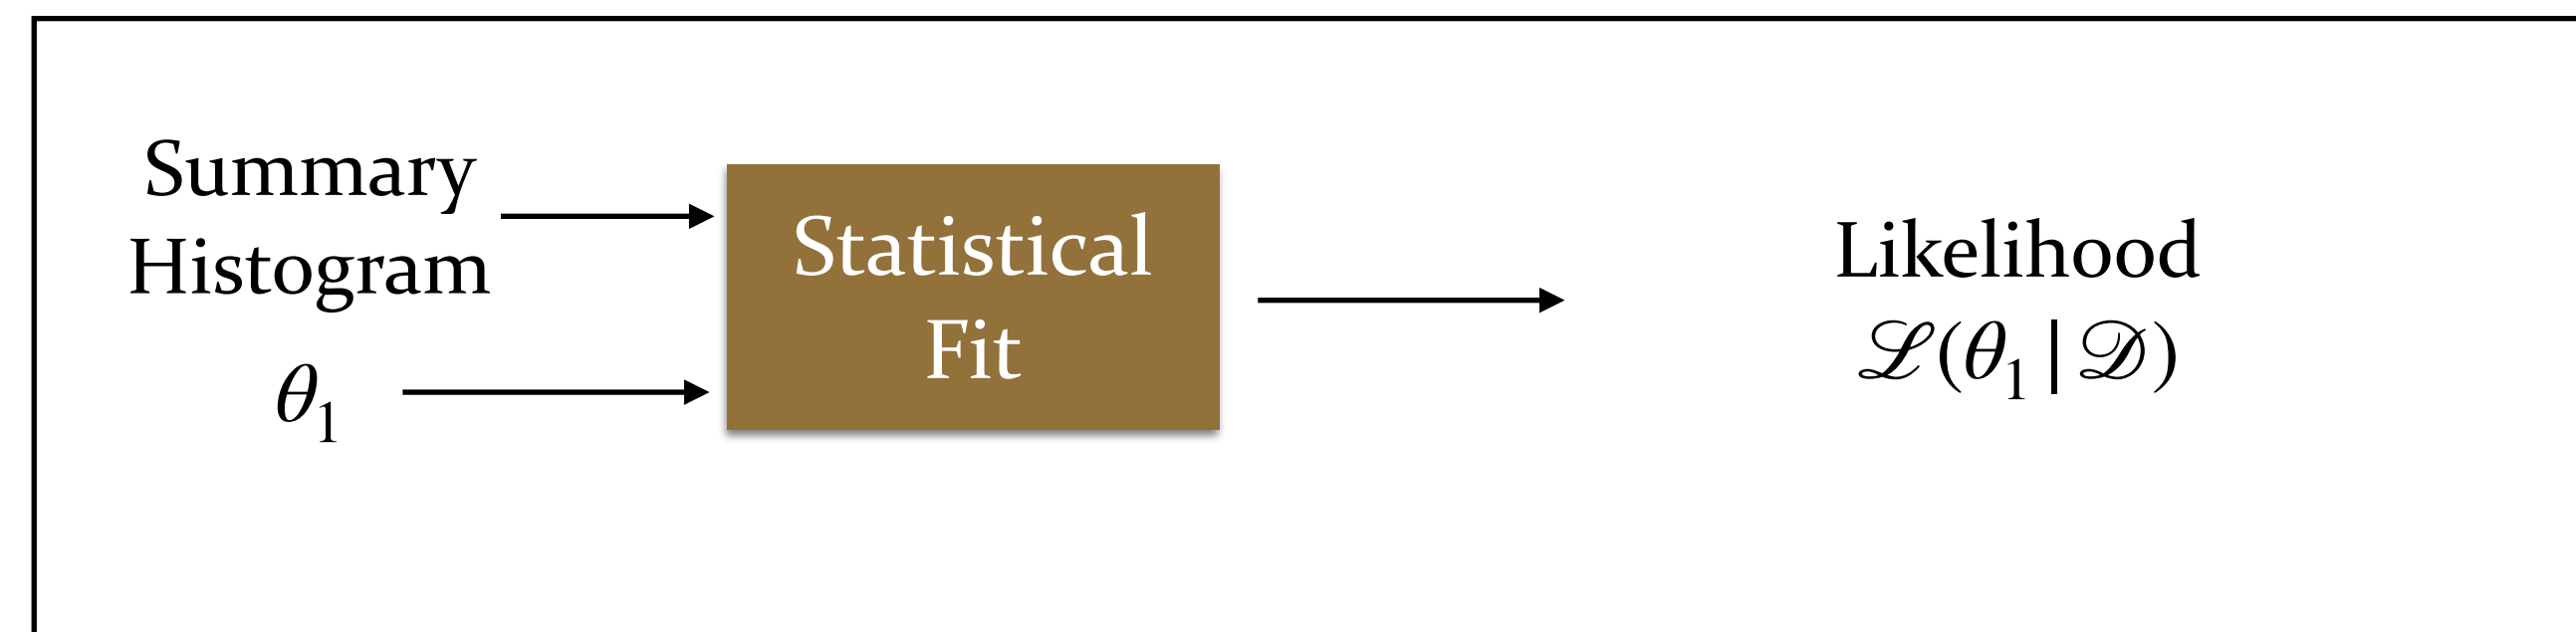 Summary
Histogram
θ₁
Statistical
Fit
Likelihood
ℒ(θ₁ | 𝒟)